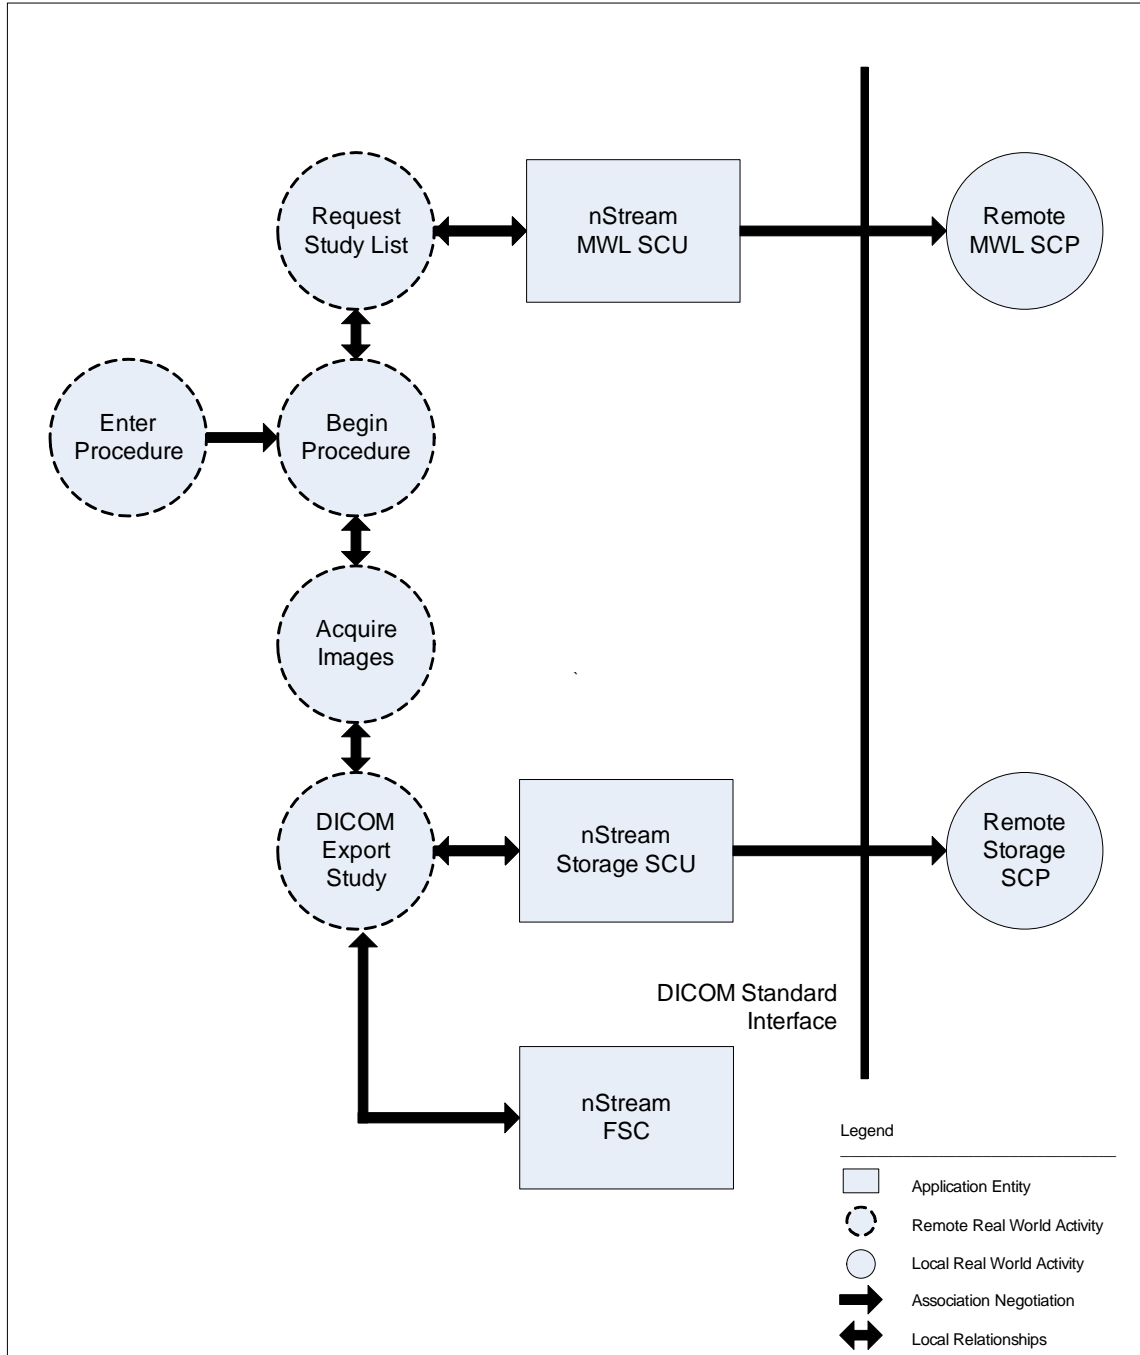 Request
Study List
nStream
MWL SCU
Remote
MWL SCP
Enter
Procedure
Begin
Procedure
Acquire
Images
`
DICOM
Export
Study
nStream
Storage SCU
Remote
Storage
SCP
DICOM Standard
Interface
nStream
FSC
Legend
Application Entity
Remote Real World Activity
Local Real World Activity
Association Negotiation
Local Relationships